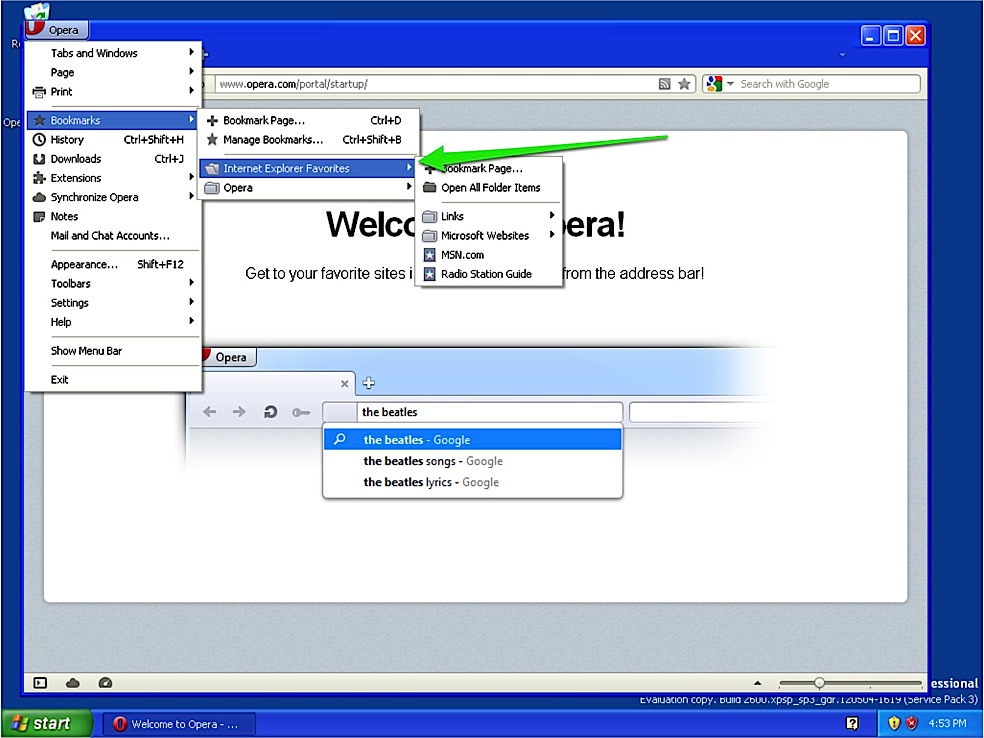 Opera
Tabs and Windows
Page
Print
Bookmarks
History Ctrl+Shift+H
Downloads Ctrl+J
Extensions
Synchronize Opera
Notes
Mail and Chat Accounts...
Appearance... Shift+F12
Toolbars
Settings
Help
Show Menu Bar
Exit
www.opera.com/portal/startup/
Search with Google
Bookmark Page... Ctrl+D
Manage Bookmarks... Ctrl+Shift+B
Internet Explorer Favorites
Opera
Bookmark Page...
Open All Folder Items
Links
Microsoft Websites
MSN.com
Radio Station Guide
Welc pera!
Get to your favorite sites i from the address bar!
Opera
the beatles
the beatles - Google
the beatles songs - Google
the beatles lyrics - Google
essional
Evaluation copy. Build 2600.xpsp_sp3_gdr.120504-1619 (Service Pack 3)
start
Welcome to Opera - ...
4:53 PM